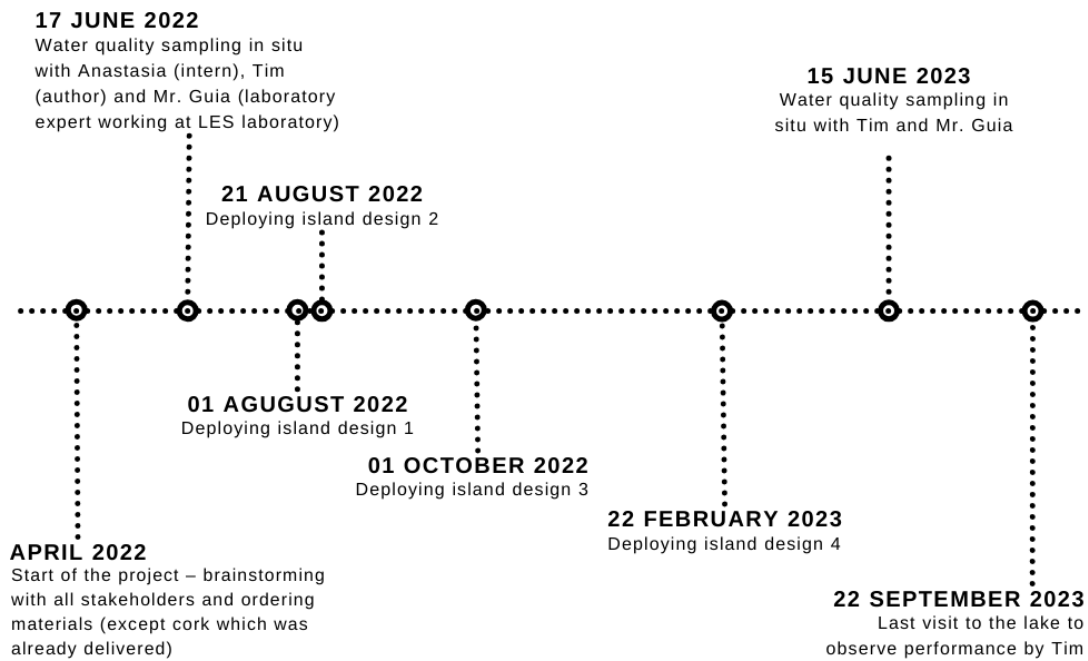 17 JUNE 2022
Water quality sampling in situ
with Anastasia (intern), Tim
(author) and Mr. Guia (laboratory
expert working at LES laboratory)
15 JUNE 2023
Water quality sampling in
situ with Tim and Mr. Guia
21 AUGUST 2022
Deploying island design 2
01 AGUGUST 2022
Deploying island design 1
01 OCTOBER 2022
Deploying island design 3
22 FEBRUARY 2023
Deploying island design 4
APRIL 2022
Start of the project – brainstorming
with all stakeholders and ordering
materials (except cork which was
already delivered)
22 SEPTEMBER 2023
Last visit to the lake to
observe performance by Tim